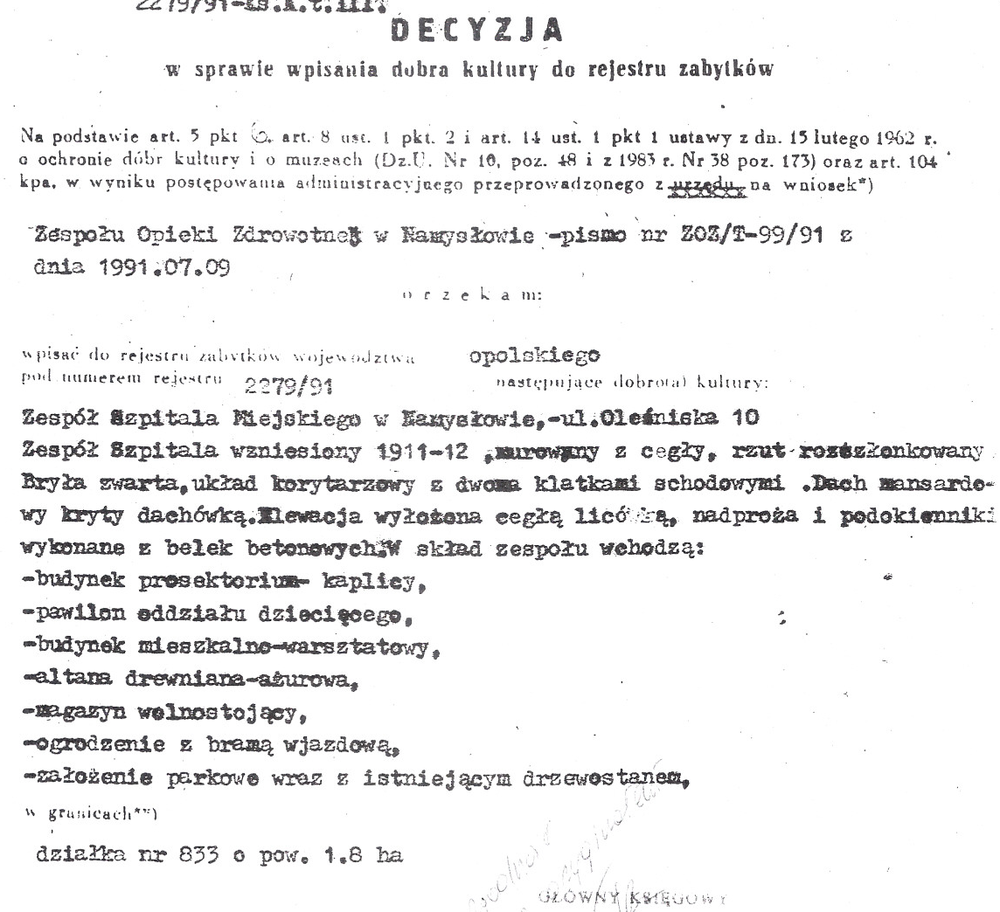 2279/91-
DECYZJA
w sprawie wpisania dobra kultury do rejestru zabytków
Na podstawie art. 5 pkt art. 8 ust. 1 pkt. 2 i art. 14 ust. 1 pkt 1 ustawy z dn. 15 lutego 1962 r.
o ochronie dóbr kultury i o muzeach (Dz.U. Nr 10, poz. 48 i z 1983 r. Nr 38 poz. 173) oraz art. 104
kpa, w wyniku postępowania administracyjnego przeprowadzonego z urzędu, na wniosek*)
Zespołu Opieki Zdrowotnej w Namysłowie -pismo nr ZOZ/T-99/91 z
dnia 1991.07.09
o r z e k a m:
wpisać do rejestru zabytków województwa opolskiego
pod numerem rejestru 2279/91 następujące dobro(a) kultury:
Zespół Szpitala Miejskiego w Namysłowie,-ul.Oleśniska 10
Zespół Szpitala wzniesiony 1911-12 ,murowany z cegły, rzut rozczłonkowany
Bryła zwarta,układ korytarzowy z dwoma klatkami schodowymi .Dach mansardo-
wy kryty dachówką.Elewacja wyłożona cegłą licówką, nadproża i podokienniki
wykonane z belek betonowych.W skład zespołu wchodzą:
-budynek prosektorium- kaplicy,
-pawilon oddziału dziecięcego,
-budynek mieszkalno-warsztatowy,
-altana drewniana-ażurowa,
-magazyn wolnostojący,
-ogrodzenie z bramą wjazdową,
-założenie parkowe wraz z istniejącym drzewostanem,
w granicach**)
działka nr 833 o pow. 1.8 ha
GŁÓWNY KSIĘGOWY